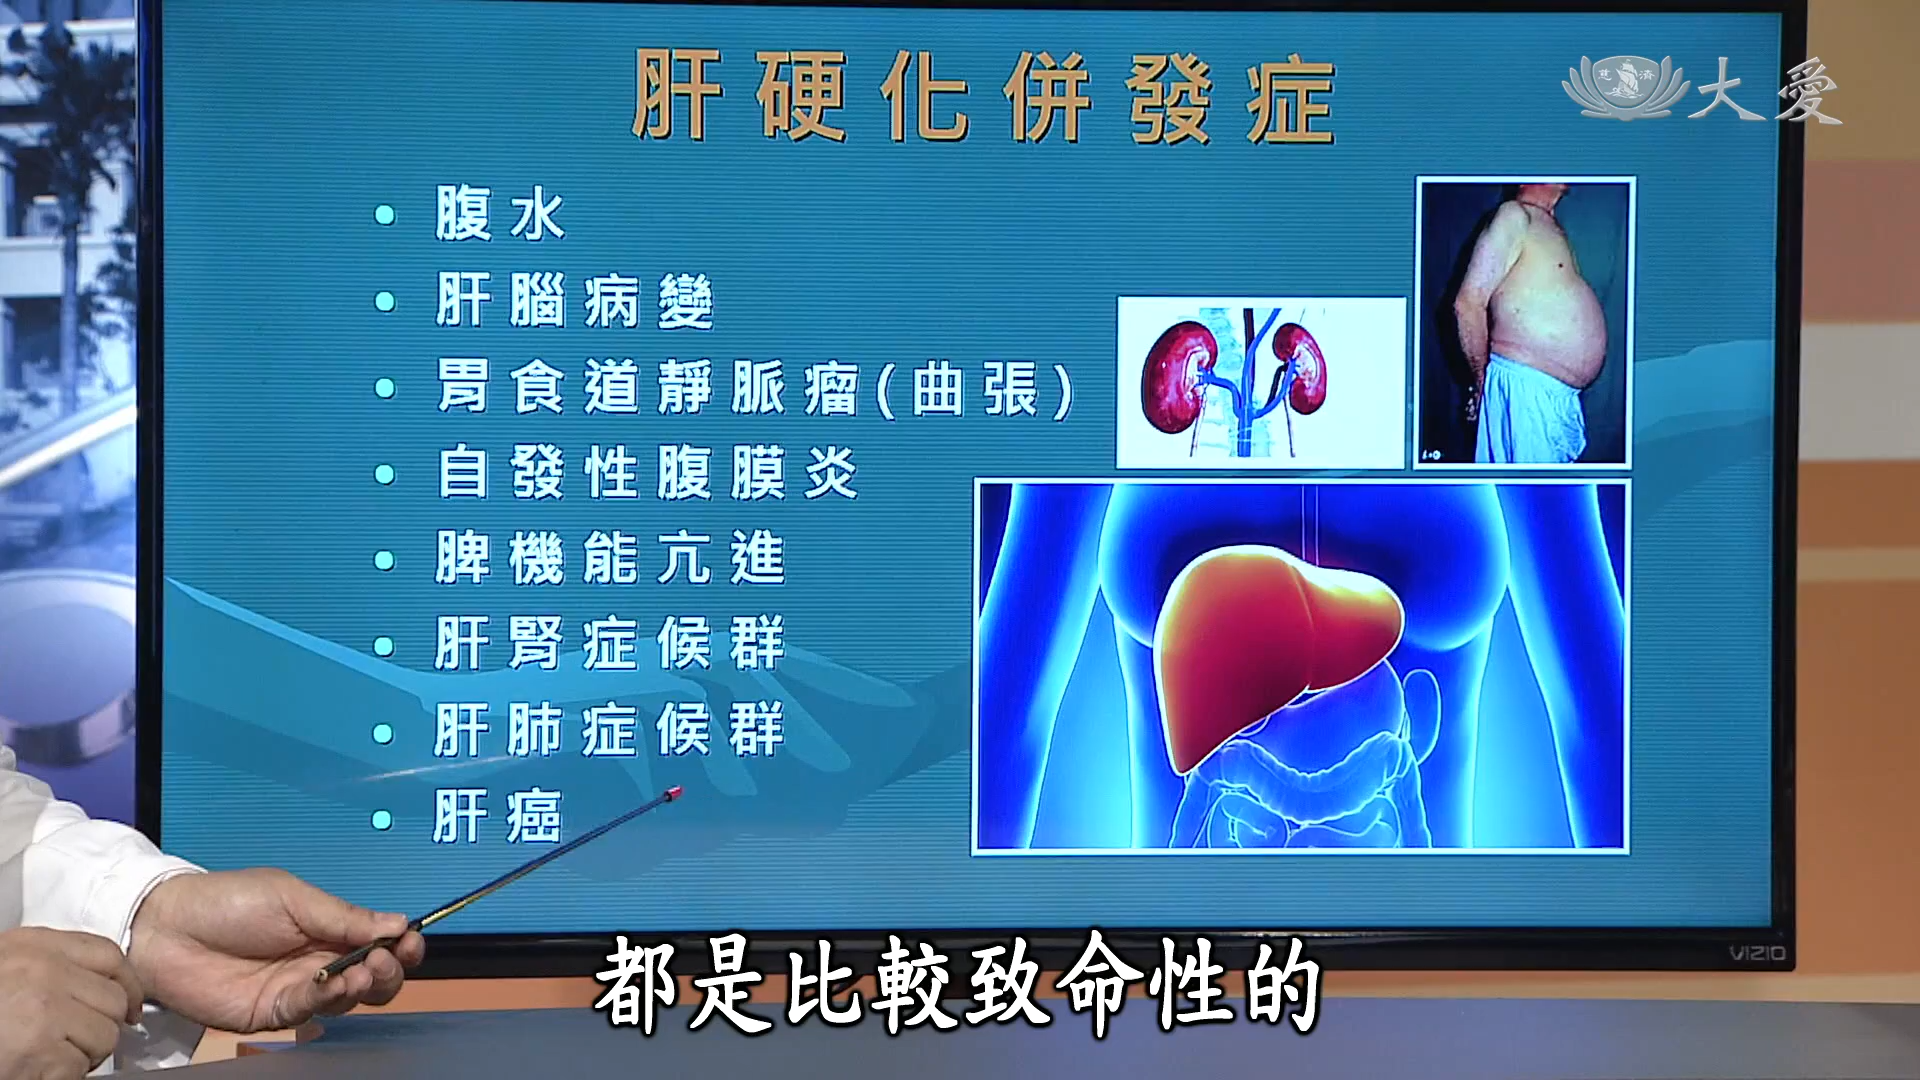 肝硬化併發症
慈濟
大愛
• 腹水
• 肝腦病變
• 胃食道靜脈瘤(曲張)
• 自發性腹膜炎
• 脾機能亢進
• 肝腎症候群
• 肝肺症候群
• 肝癌
VIZIO
都是比較致命性的